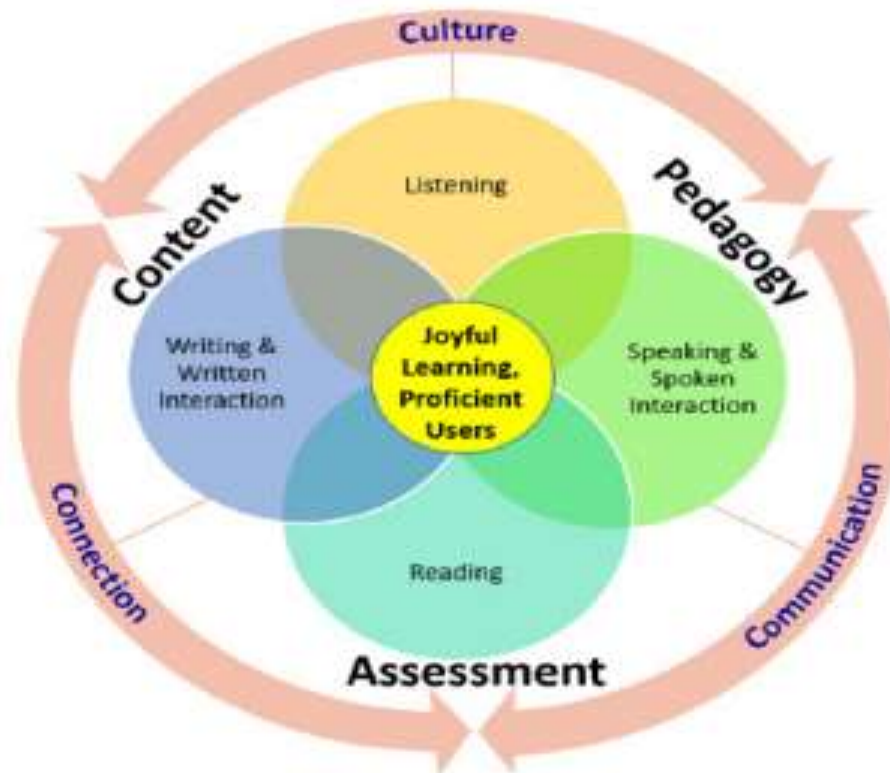 Culture
Listening
Content
Pedagogy
Writing &
Written
Interaction
Joyful
Learning,
Proficient
Users
Speaking &
Spoken
Interaction
Connection
Reading
Communication
Assessment